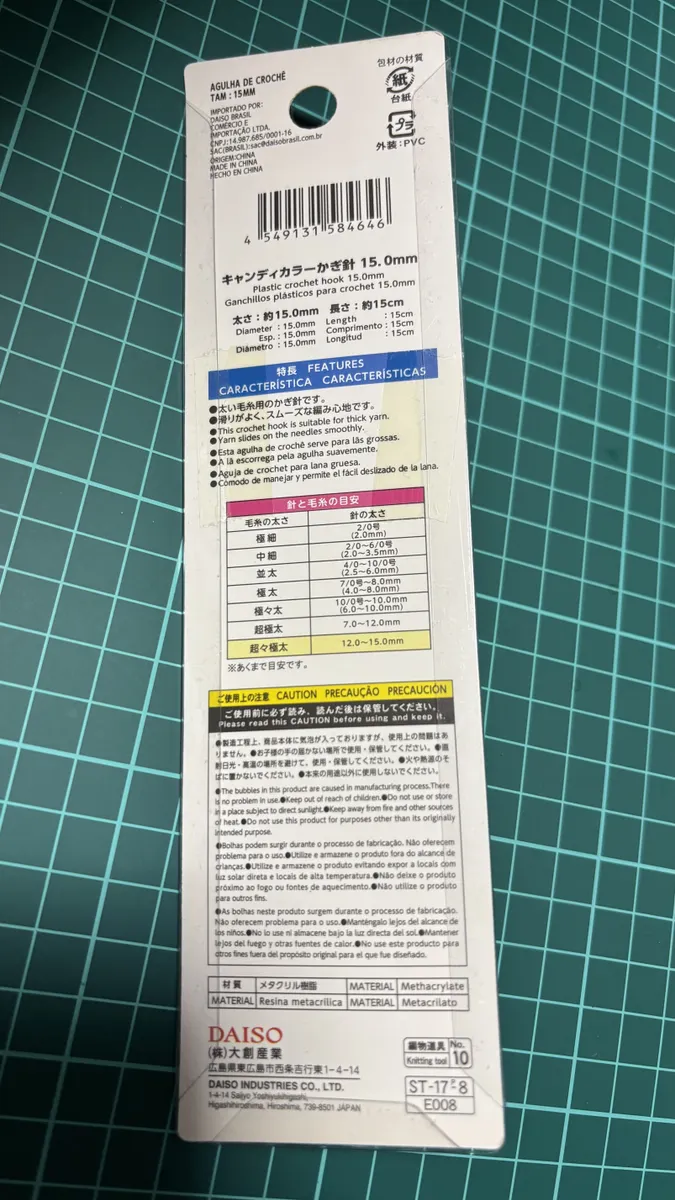 AGULHA DE CROCHÊ
TAM : 15MM
IMPORTADO POR:
DAISO BRASIL
COMÉRCIO E
IMPORTAÇÃO LTDA.
CNPJ:14.987.685/0001-16
SAC(BRASIL):sac@daisobrasil.com.br
ORIGEM:CHINA
MADE IN CHINA
HECHO EN CHINA
包材の材質
紙
台紙
プラ
外装:PVC
4 549131 584646
キャンディカラーかぎ針 15.0mm
Plastic crochet hook 15.0mm
Ganchillos plásticos para crochet 15.0mm
太さ:約15.0mm 長さ:約15cm
Diameter : 15.0mm Length : 15cm
Esp. : 15.0mm Comprimento : 15cm
Diámetro : 15.0mm Longitud : 15cm
特長 FEATURES
CARACTERÍSTICA CARACTERÍSTICAS
●太い毛糸用のかぎ針です。
●滑りがよく、スムーズな編み心地です。
●This crochet hook is suitable for thick yarn.
●Yarn slides on the needles smoothly.
●Esta agulha de crochê serve para lãs grossas.
●A lã escorrega pela agulha suavemente.
●Aguja de crochet para lana gruesa.
●Cómodo de manejar y permite el fácil deslizado de la lana.
針と毛糸の目安
毛糸の太さ 針の太さ
極細 2/0号 (2.0mm)
中細 2/0～6/0号 (2.0～3.5mm)
並太 4/0～10/0号 (2.5～6.0mm)
極太 7/0号～8.0mm (4.0～8.0mm)
極々太 10/0号～10.0mm (6.0～10.0mm)
超極太 7.0～12.0mm
超々極太 12.0～15.0mm
※あくまで目安です。
ご使用上の注意 CAUTION PRECAUÇÃO PRECAUCIÓN
ご使用前に必ず読み、読んだ後は保管してください。
Please read this CAUTION before using and keep it.
●製造工程上、商品本体に気泡が入っておりますが、使用上の問題はあ
りません。●お子様の手の届かない場所で使用・保管してください。●直
射日光・高温の場所を避けて、使用・保管してください。●火や熱源のそ
ばに置かないでください。●本来の用途以外に使用しないでください。
●The bubbles in this product are caused in manufacturing process.There
is no problem in use.●Keep out of reach of children.●Do not use or store
in a place subject to direct sunlight.●Keep away from fire and other sources
of heat.●Do not use this product for purposes other than its originally
intended purpose.
●Bolhas podem surgir durante o processo de fabricação. Não oferecem
problema para o uso.●Utilize e armazene o produto fora do alcance de
crianças.●Utilize e armazene o produto evitando expor a locais com
luz solar direta e locais de alta temperatura.●Não deixe o produto
próximo ao fogo ou fontes de aquecimento.●Não utilize o produto
para outros fins.
●As bolhas neste produto surgem durante o processo de fabricação.
Não oferecem problema para o uso.●Manténgalo lejos del alcance de
los niños.●No lo use ni almacene bajo la luz directa del sol.●Mantener
lejos del fuego y otras fuentes de calor.●No use este producto para
otros fines fuera del propósito original para el que fue diseñado.
材質 メタクリル樹脂 MATERIAL Methacrylate
MATERIAL Resina metacrílica MATERIAL Metacrilato
DAISO
(株)大創産業
広島県東広島市西条吉行東1-4-14
DAISO INDUSTRIES CO., LTD.
1-4-14 Saijyo Yoshiyukihigashi,
Higashihiroshima, Hiroshima, 739-8501 JAPAN
編物道具 No.
Knitting tool 10
ST-17 8
E008